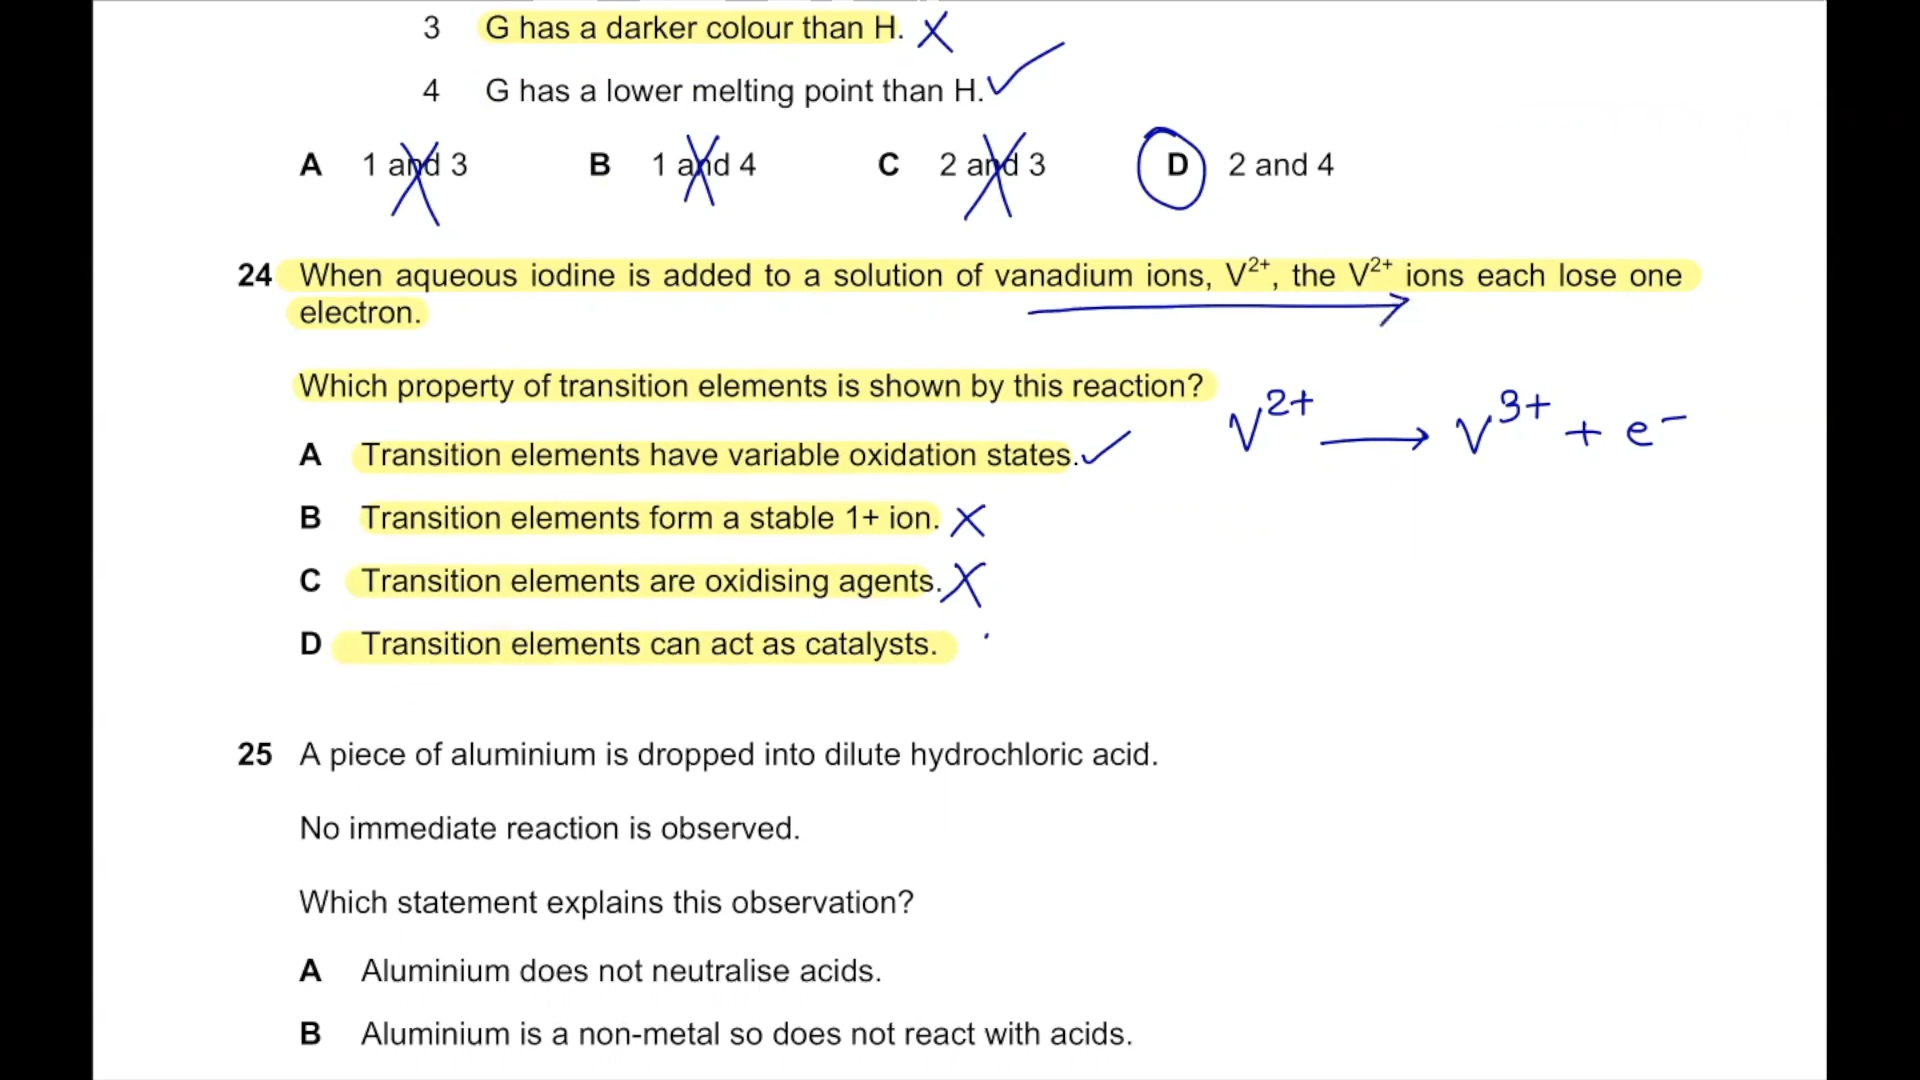 3 G has a darker colour than H. X
4 G has a lower melting point than H. ✓
A 1 and 3 B 1 and 4 C 2 and 3 D 2 and 4
24 When aqueous iodine is added to a solution of vanadium ions, V²⁺, the V²⁺ ions each lose one
electron.
Which property of transition elements is shown by this reaction?
V²⁺ → V³⁺ + e⁻
A Transition elements have variable oxidation states. ✓
B Transition elements form a stable 1+ ion. X
C Transition elements are oxidising agents. X
D Transition elements can act as catalysts.
25 A piece of aluminium is dropped into dilute hydrochloric acid.
No immediate reaction is observed.
Which statement explains this observation?
A Aluminium does not neutralise acids.
B Aluminium is a non-metal so does not react with acids.